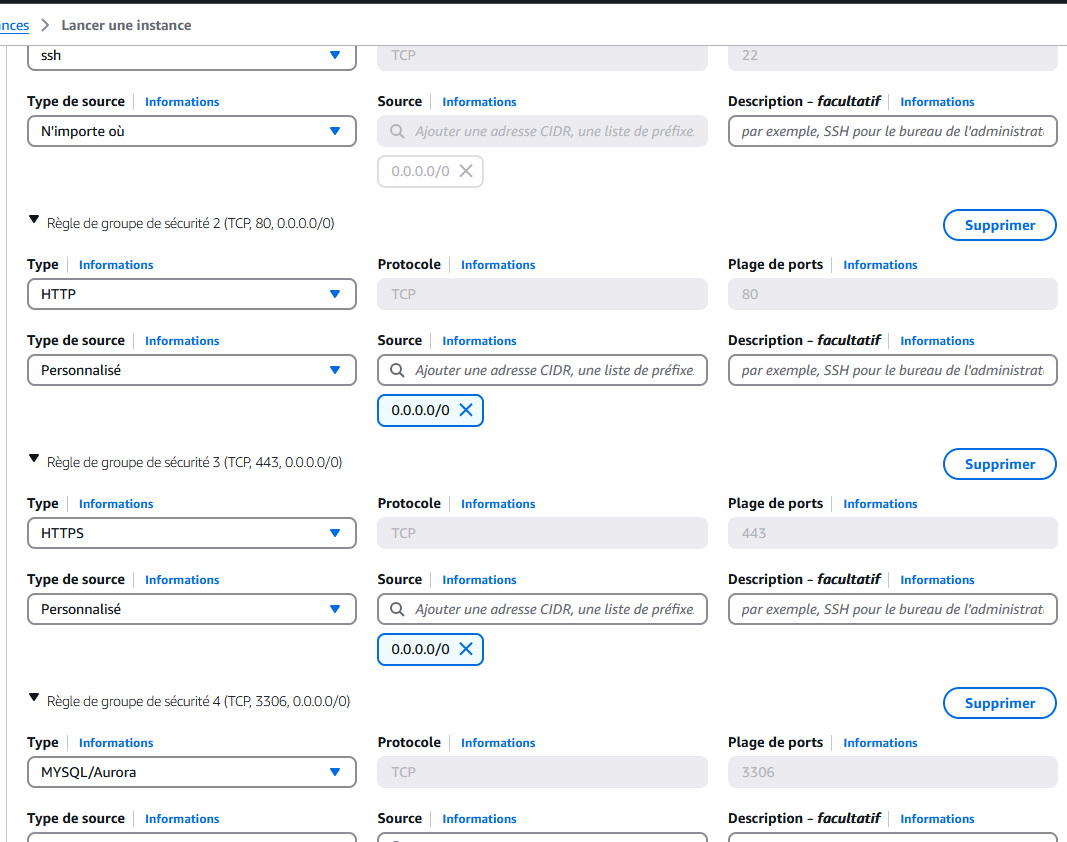 nces > Lancer une instance
ssh TCP 22
Type de source Informations Source Informations Description – facultatif Informations
N'importe où Ajouter une adresse CIDR, une liste de préfixe par exemple, SSH pour le bureau de l'administrat
0.0.0.0/0
Règle de groupe de sécurité 2 (TCP, 80, 0.0.0.0/0) Supprimer
Type Informations Protocole Informations Plage de ports Informations
HTTP TCP 80
Type de source Informations Source Informations Description – facultatif Informations
Personnalisé Ajouter une adresse CIDR, une liste de préfixe par exemple, SSH pour le bureau de l'administrat
0.0.0.0/0
Règle de groupe de sécurité 3 (TCP, 443, 0.0.0.0/0) Supprimer
Type Informations Protocole Informations Plage de ports Informations
HTTPS TCP 443
Type de source Informations Source Informations Description – facultatif Informations
Personnalisé Ajouter une adresse CIDR, une liste de préfixe par exemple, SSH pour le bureau de l'administrat
0.0.0.0/0
Règle de groupe de sécurité 4 (TCP, 3306, 0.0.0.0/0) Supprimer
Type Informations Protocole Informations Plage de ports Informations
MYSQL/Aurora TCP 3306
Type de source Informations Source Informations Description – facultatif Informations